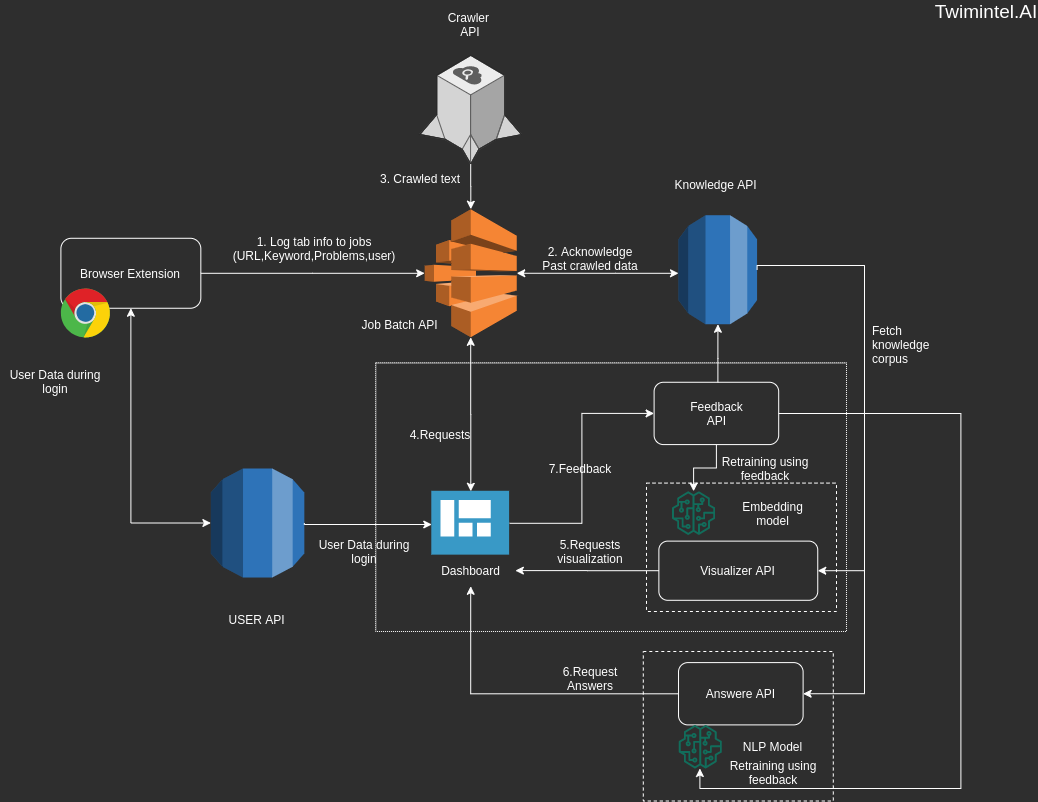 Twimintel.AI
Crawler
API
3. Crawled text
Knowledge API
1. Log tab info to jobs
(URL,Keyword,Problems,user)
2. Acknowledge
Past crawled data
Browser Extension
Job Batch API
Fetch
knowledge
corpus
User Data during
login
Feedback
API
4.Requests
7.Feedback
Retraining using
feedback
Embedding
model
User Data during
login
5.Requests
visualization
Dashboard
Visualizer API
USER API
6.Request
Answers
Answere API
NLP Model
Retraining using
feedback